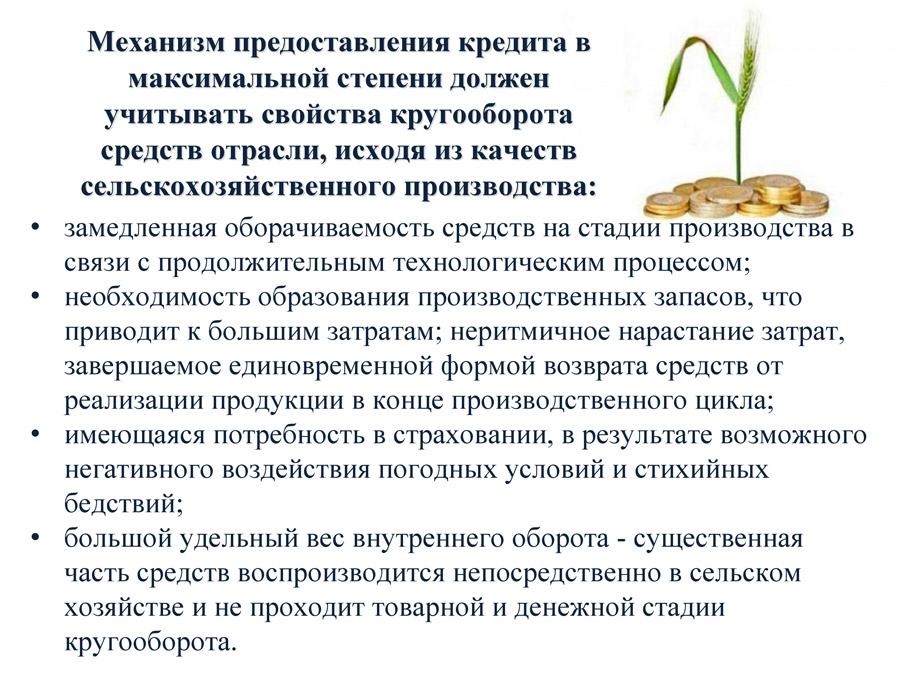 Механизм предоставления кредита в
максимальной степени должен
учитывать свойства кругооборота
средств отрасли, исходя из качеств
сельскохозяйственного производства:
• замедленная оборачиваемость средств на стадии производства в
связи с продолжительным технологическим процессом;
• необходимость образования производственных запасов, что
приводит к большим затратам; неритмичное нарастание затрат,
завершаемое единовременной формой возврата средств от
реализации продукции в конце производственного цикла;
• имеющаяся потребность в страховании, в результате возможного
негативного воздействия погодных условий и стихийных
бедствий;
• большой удельный вес внутреннего оборота - существенная
часть средств воспроизводится непосредственно в сельском
хозяйстве и не проходит товарной и денежной стадии
кругооборота.